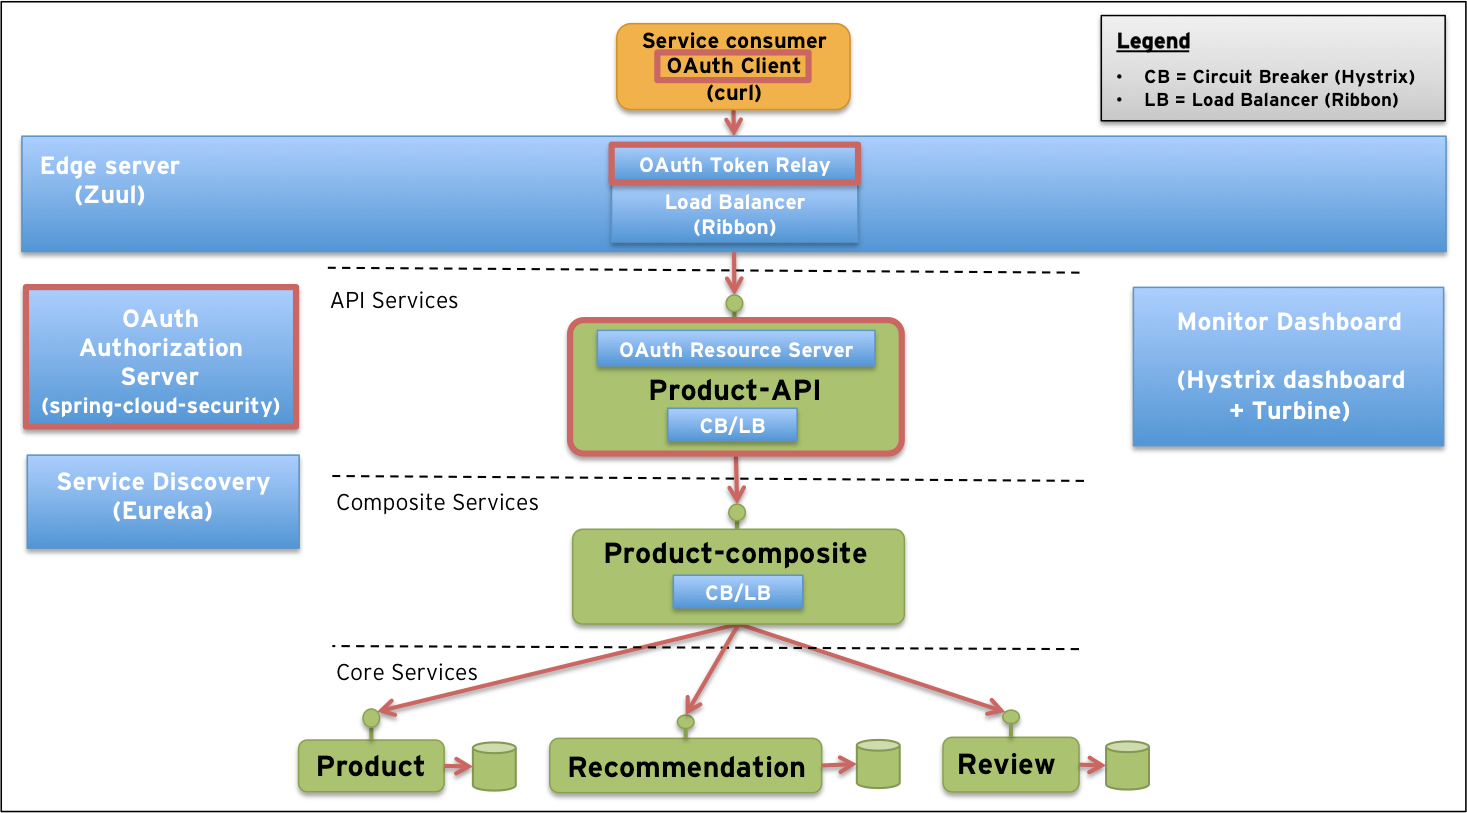 Service consumer
OAuth Client
(curl)
Legend
• CB = Circuit Breaker (Hystrix)
• LB = Load Balancer (Ribbon)
Edge server
(Zuul)
OAuth Token Relay
Load Balancer
(Ribbon)
API Services
OAuth
Authorization
Server
(spring-cloud-security)
OAuth Resource Server
Product-API
CB/LB
Monitor Dashboard
(Hystrix dashboard
+ Turbine)
Service Discovery
(Eureka)
Composite Services
Product-composite
CB/LB
Core Services
Product
Recommendation
Review